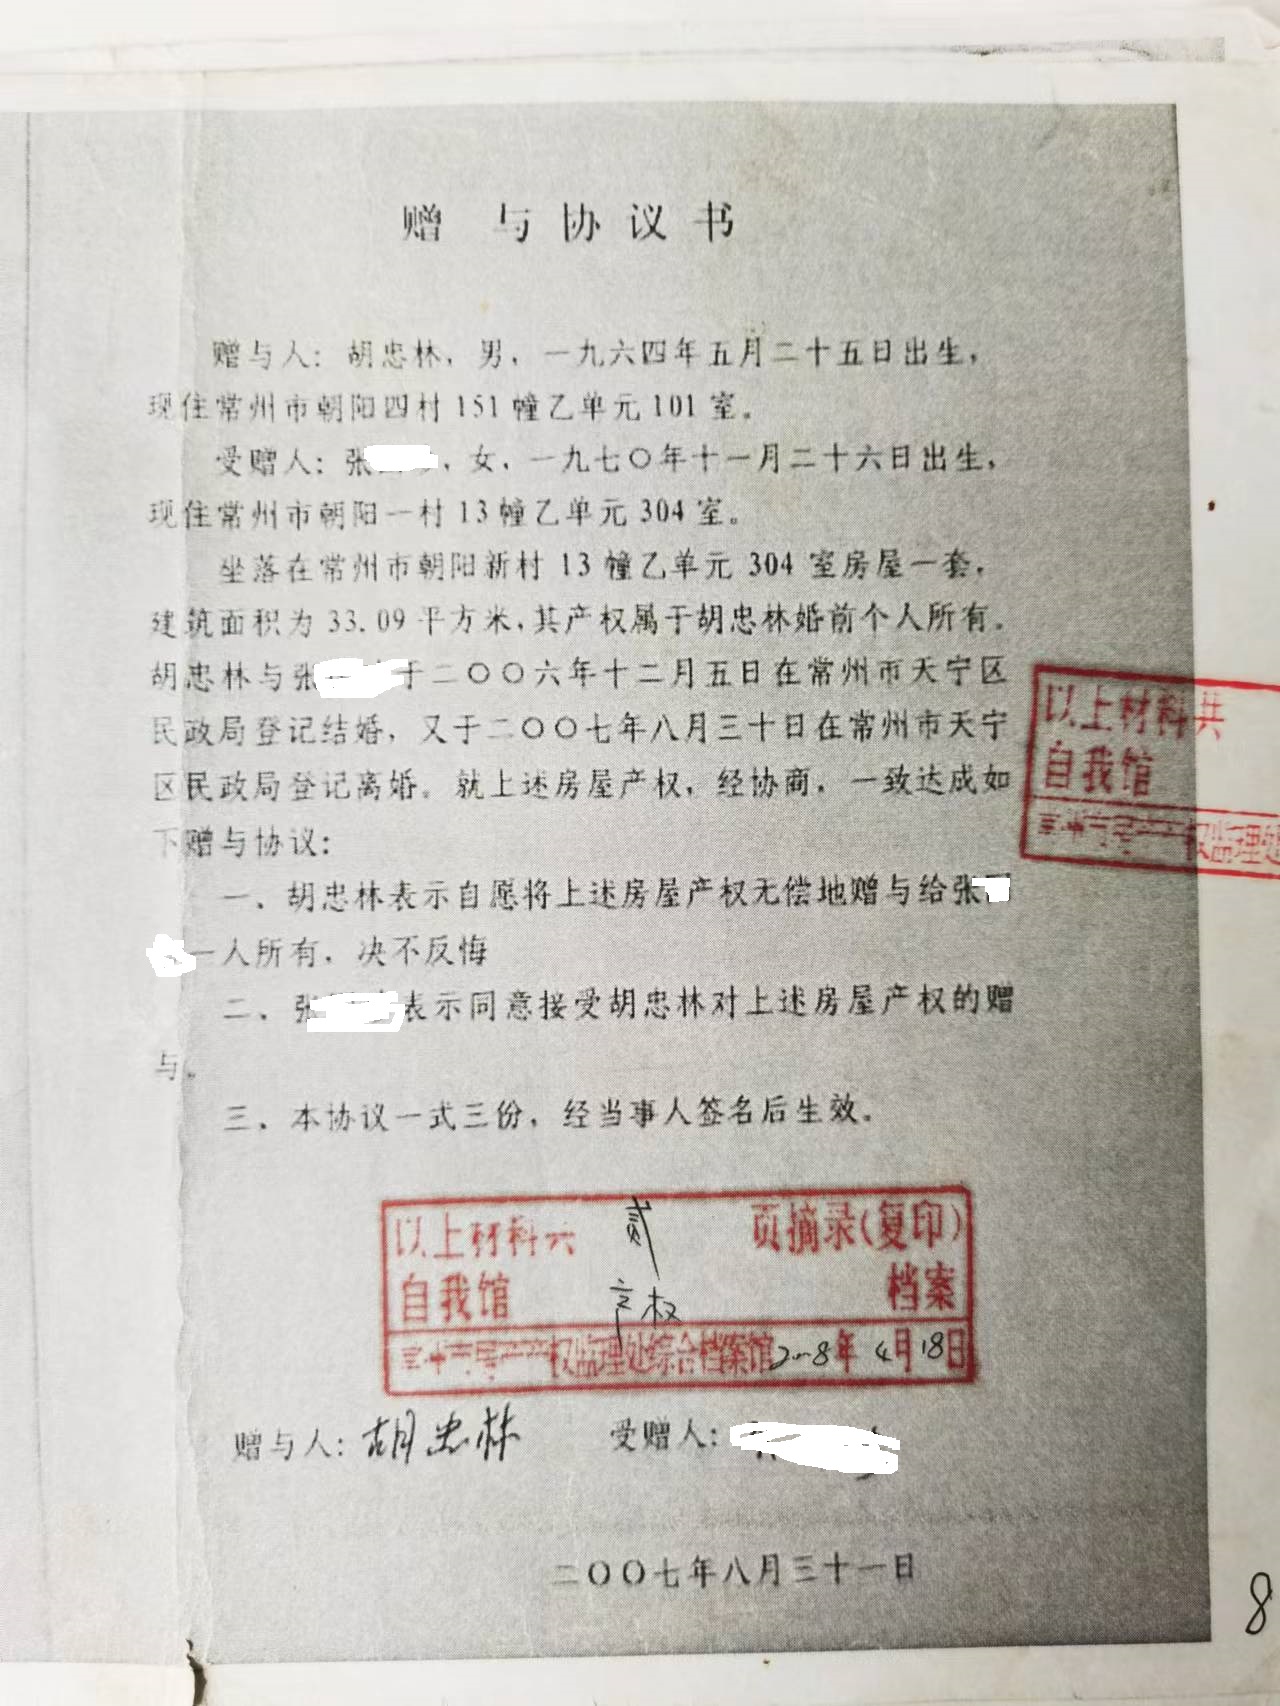 赠与协议书
赠与人：胡忠林，男，一九六四年五月二十五日出生，
现住常州市朝阳四村151幢乙单元101室。
受赠人：张，女，一九七〇年十一月二十六日出生，
现住常州市朝阳一村13幢乙单元304室。
坐落在常州市朝阳新村13幢乙单元304室房屋一套，
建筑面积为33.09平方米，其产权属于胡忠林婚前个人所有。
胡忠林与张于二〇〇六年十二月五日在常州市天宁区
民政局登记结婚，又于二〇〇七年八月三十日在常州市天宁
区民政局登记离婚。就上述房屋产权，经协商，一致达成如
下赠与协议：
一、胡忠林表示自愿将上述房屋产权无偿地赠与给张
一人所有，决不反悔
二、张表示同意接受胡忠林对上述房屋产权的赠
与。
三、本协议一式三份，经当事人签名后生效。
以上材料共
自我馆
权监理处
以上材料共 贰 页摘录(复印)
自我馆 产权 档案
产权监理处综合档案馆 2008年4月18日
赠与人：胡忠林 受赠人：
二〇〇七年八月三十一日
8